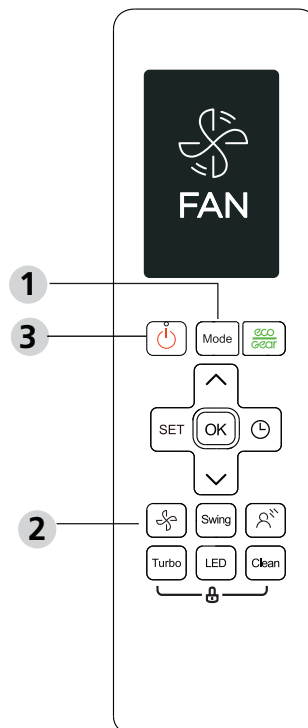 FAN
1
3
Mode
eco
gear
SET
OK
2
Swing
Turbo
LED
Clean